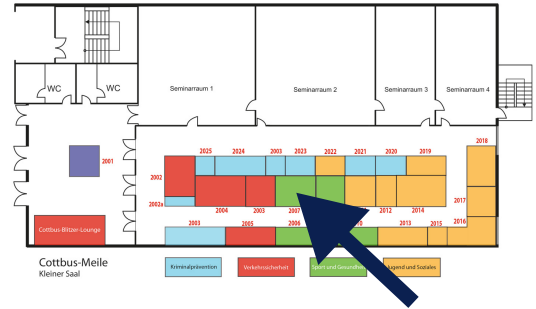 WC
WC
Seminarraum 1
Seminarraum 2
Seminarraum 3
Seminarraum 4
2001
2025
2024
2003
2023
2022
2021
2020
2019
2018
2002
2002a
2004
2003
2007
2012
2014
2017
2016
2003
2005
2006
2013
2015
Cottbus-Blitzer-Lounge
Cottbus-Meile
Kleiner Saal
Kriminalprävention
Verkehrssicherheit
Sport und Gesundheit
Jugend und Soziales